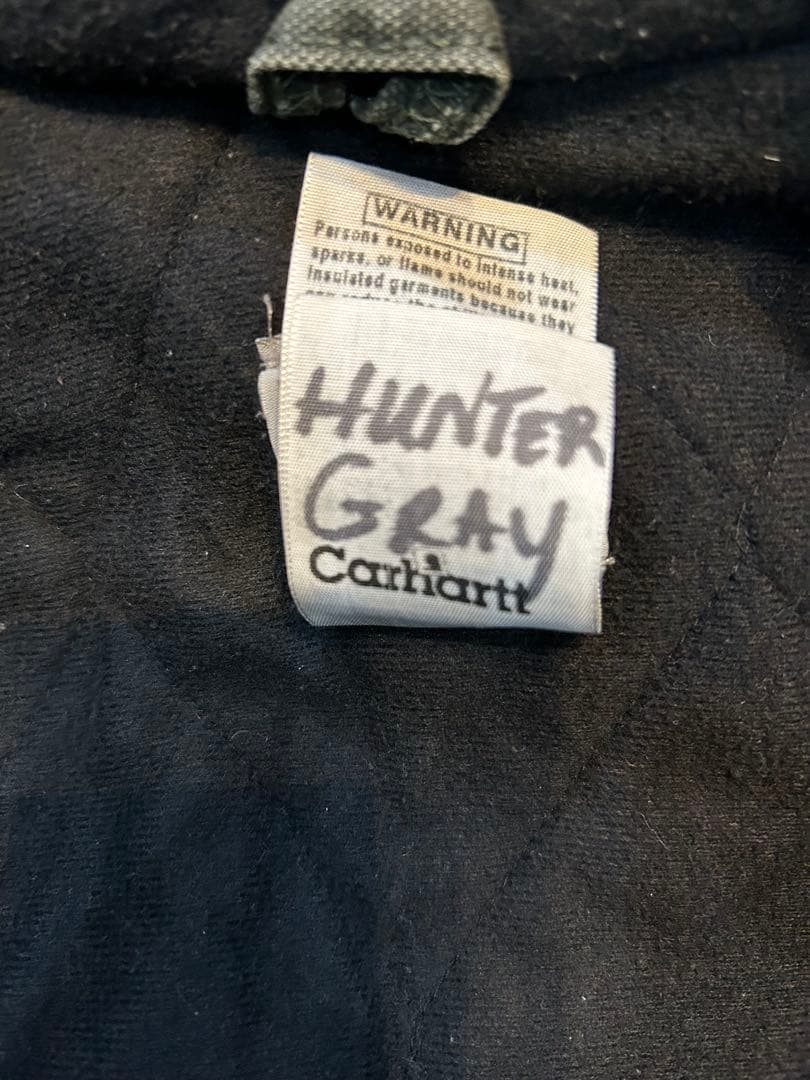 WARNING
Persons exposed to intense heat,
sparks, or flame should not wear
insulated garments because they
HUNTER
GRAY
Carhartt